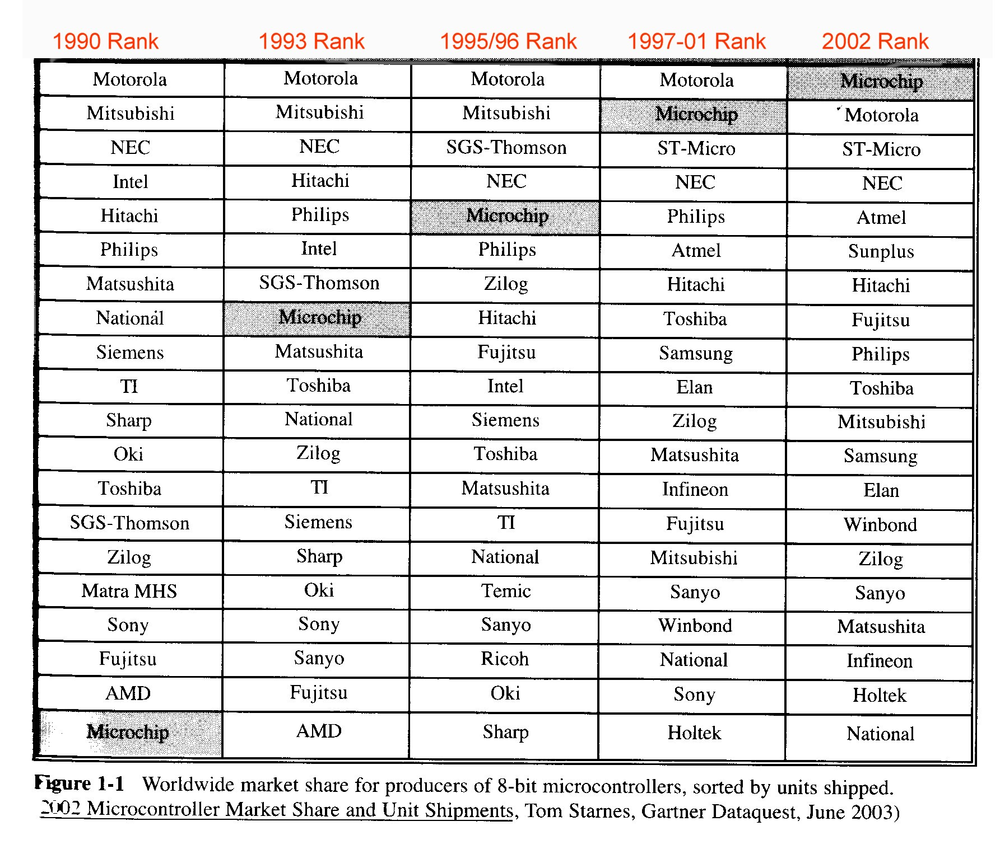 1990 Rank 1993 Rank 1995/96 Rank 1997-01 Rank 2002 Rank
Motorola Motorola Motorola Motorola Microchip
Mitsubishi Mitsubishi Mitsubishi Microchip Motorola
NEC NEC SGS-Thomson ST-Micro ST-Micro
Intel Hitachi NEC NEC NEC
Hitachi Philips Microchip Philips Atmel
Philips Intel Philips Atmel Sunplus
Matsushita SGS-Thomson Zilog Hitachi Hitachi
National Microchip Hitachi Toshiba Fujitsu
Siemens Matsushita Fujitsu Samsung Philips
TI Toshiba Intel Elan Toshiba
Sharp National Siemens Zilog Mitsubishi
Oki Zilog Toshiba Matsushita Samsung
Toshiba TI Matsushita Infineon Elan
SGS-Thomson Siemens TI Fujitsu Winbond
Zilog Sharp National Mitsubishi Zilog
Matra MHS Oki Temic Sanyo Sanyo
Sony Sony Sanyo Winbond Matsushita
Fujitsu Sanyo Ricoh National Infineon
AMD Fujitsu Oki Sony Holtek
Microchip AMD Sharp Holtek National
Figure 1-1 Worldwide market share for producers of 8-bit microcontrollers, sorted by units shipped.
2002 Microcontroller Market Share and Unit Shipments, Tom Starnes, Gartner Dataquest, June 2003)